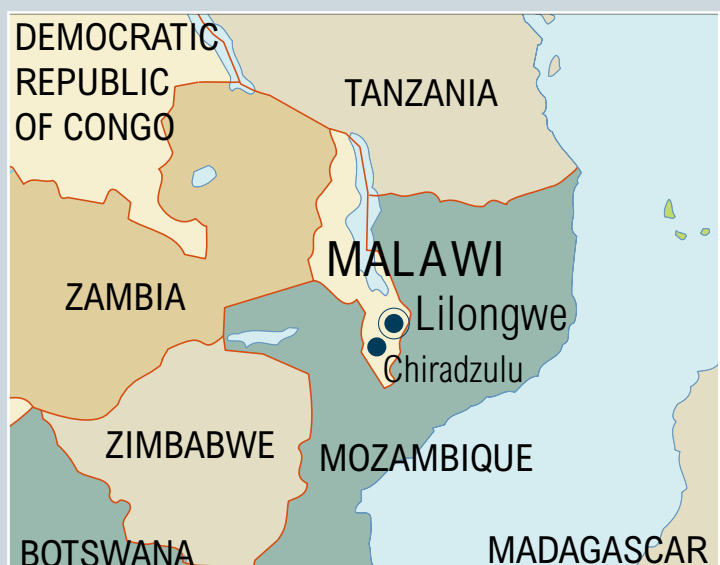 DEMOCRATIC
REPUBLIC
OF CONGO
TANZANIA
MALAWI
ZAMBIA
Lilongwe
Chiradzulu
ZIMBABWE
MOZAMBIQUE
BOTSWANA
MADAGASCAR